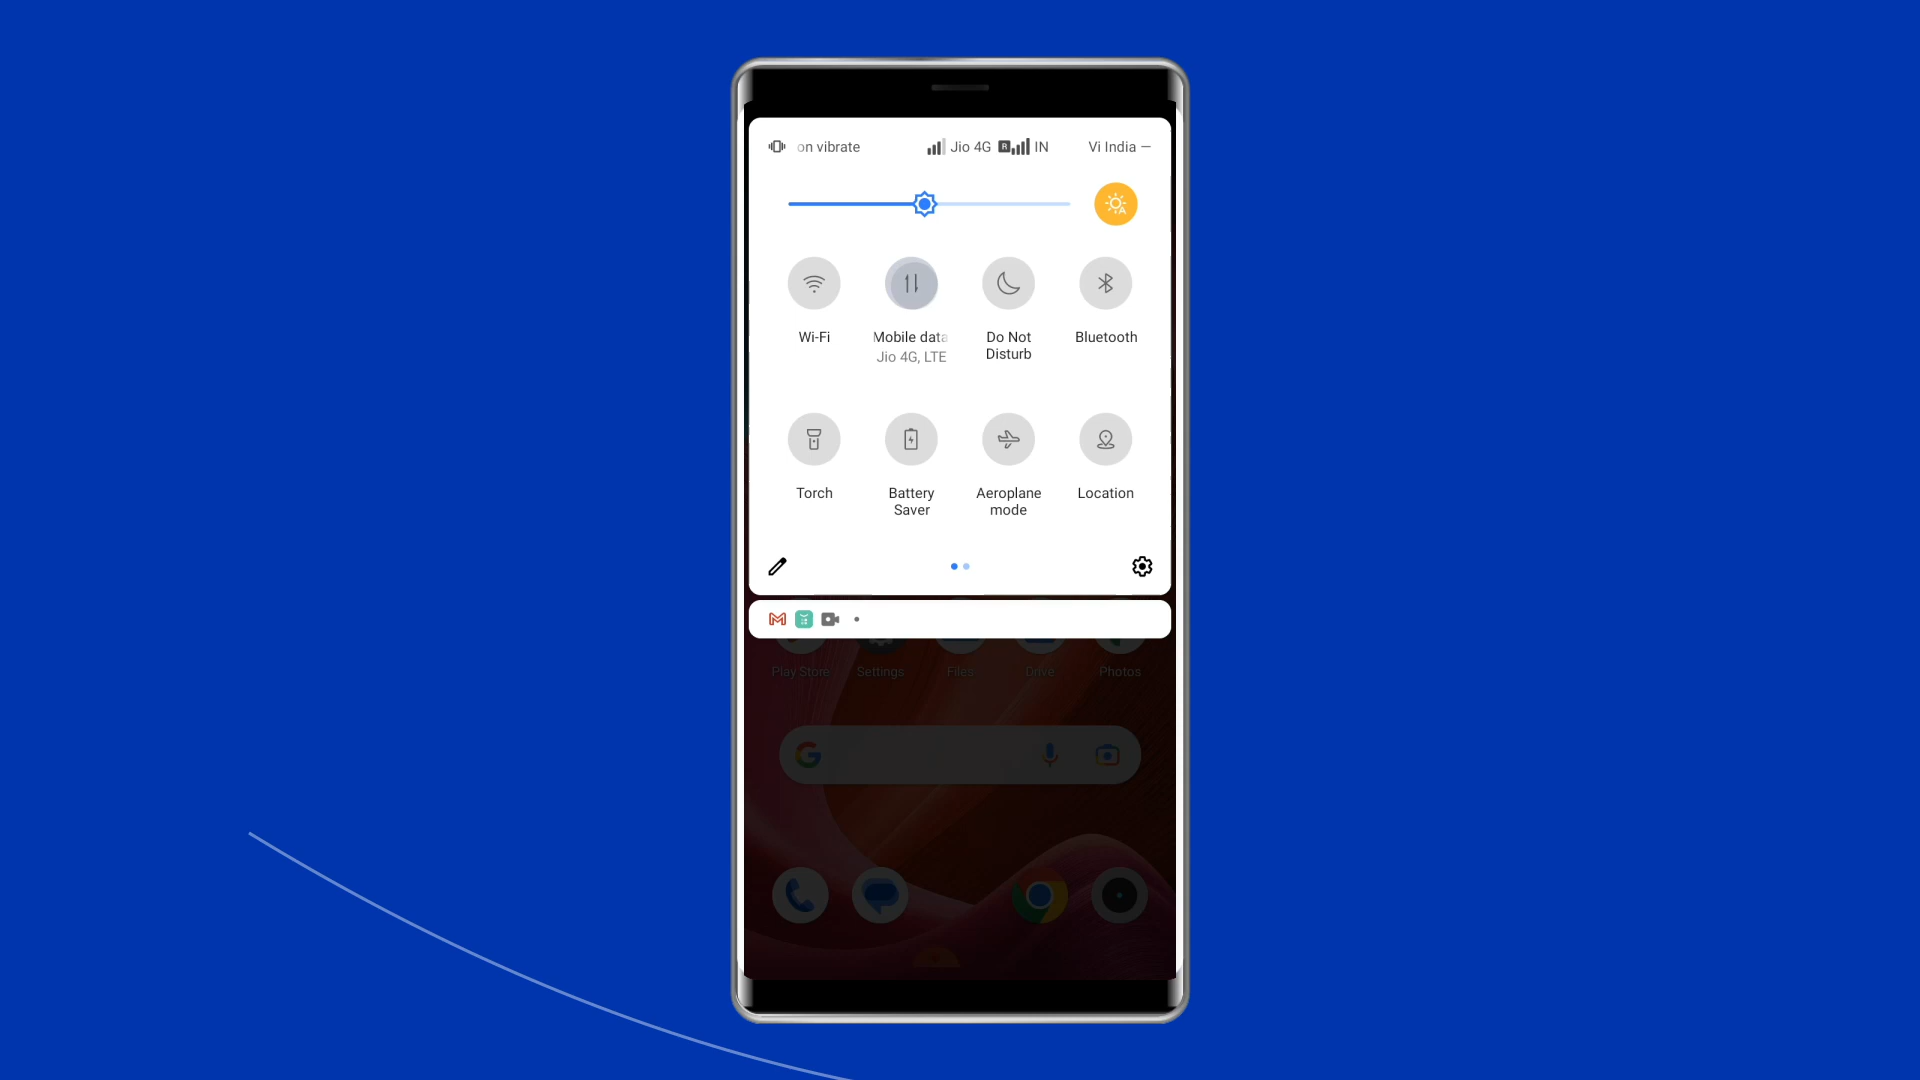 on vibrate Jio 4G R IN Vi India —
Wi-Fi
Mobile data
Jio 4G, LTE
Do Not
Disturb
Bluetooth
Torch
Battery
Saver
Aeroplane
mode
Location
Play Store Settings Files Drive Photos